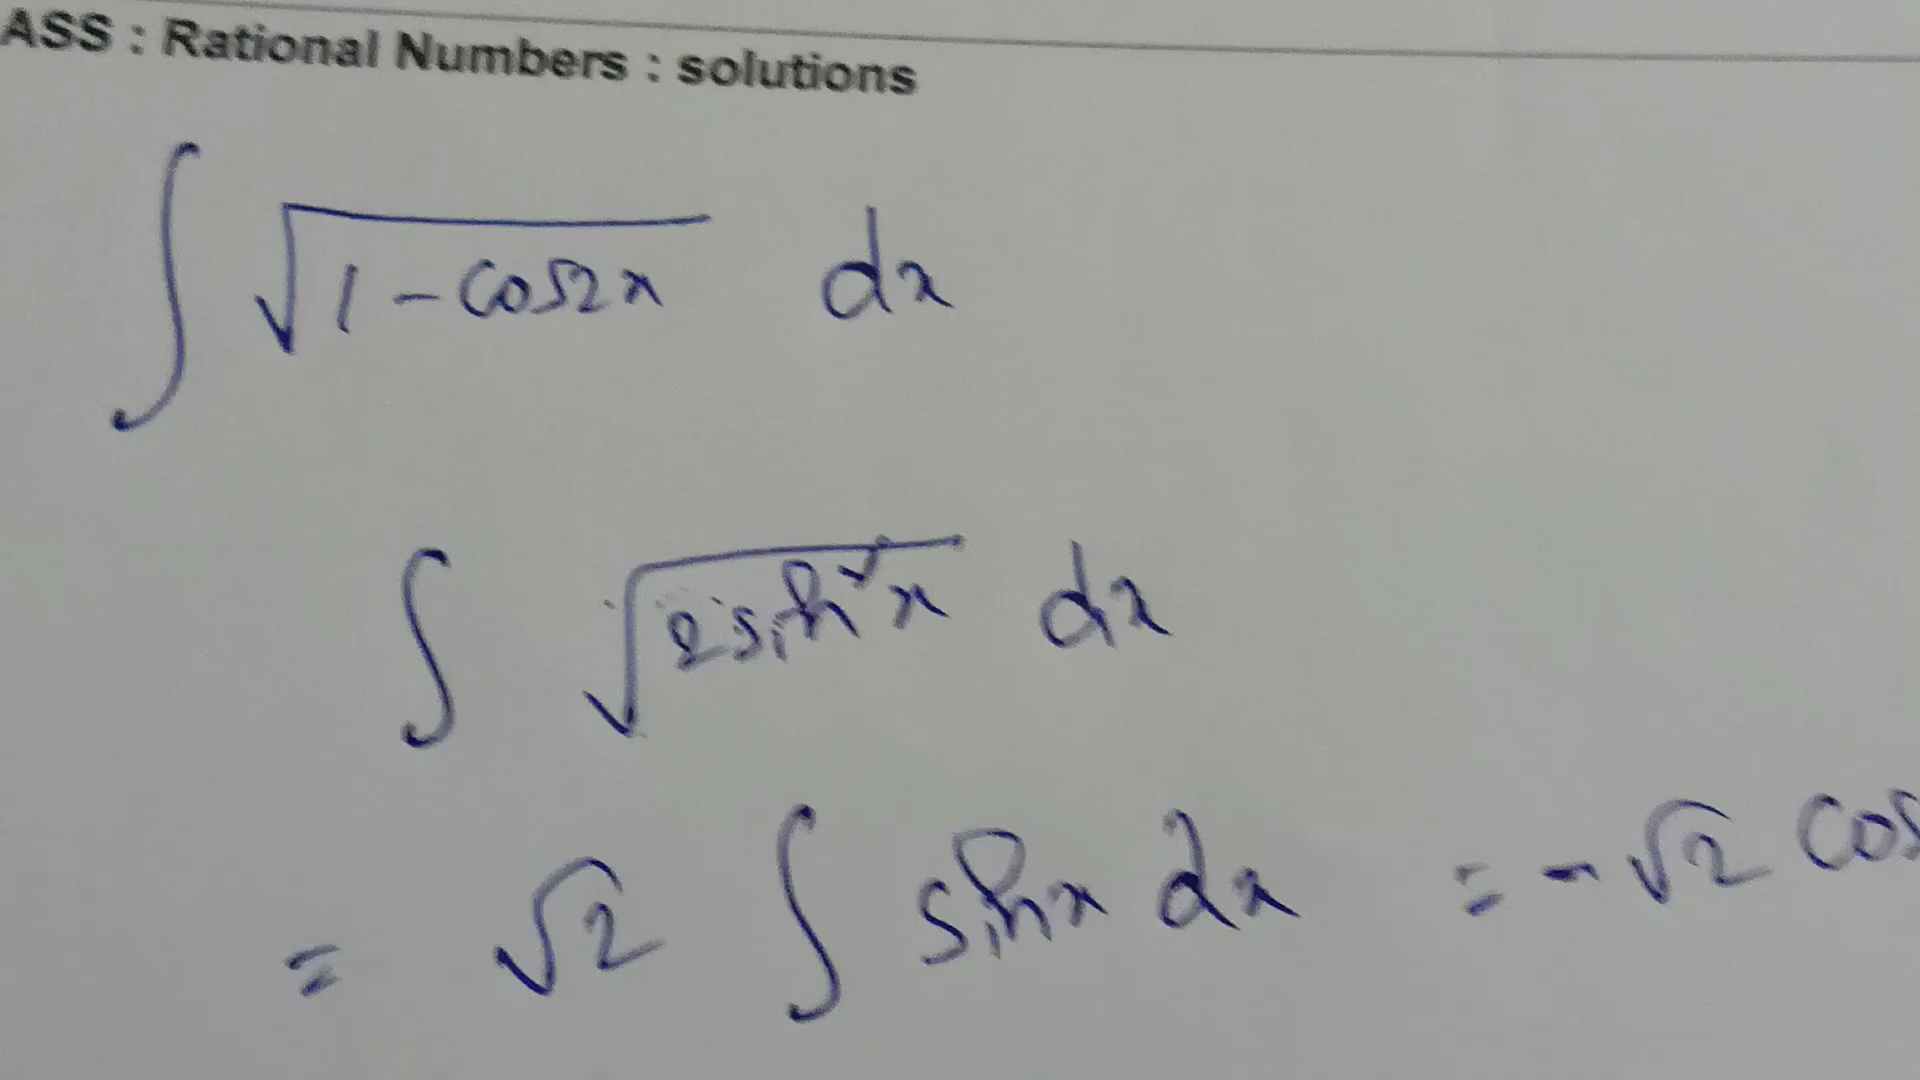 ASS : Rational Numbers : solutions
∫ √(1 - cos2x) dx
∫ √(2sin²x) dx
= √2 ∫ sinx dx = - √2 cos